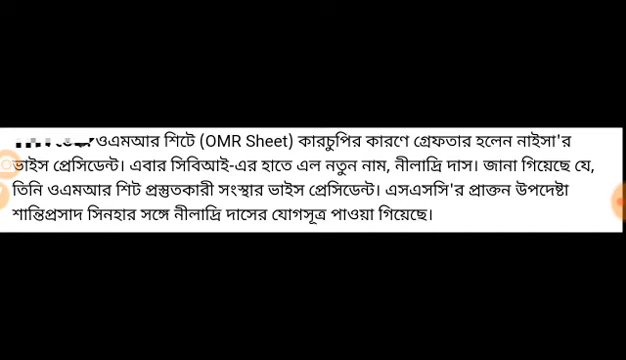 ওএমআর শিটে (OMR Sheet) কারচুপির কারণে গ্রেফতার হলেন নাইসা'র
ভাইস প্রেসিডেন্ট। এবার সিবিআই-এর হাতে এল নতুন নাম, নীলাদ্রি দাস। জানা গিয়েছে যে,
তিনি ওএমআর শিট প্রস্তুতকারী সংস্থার ভাইস প্রেসিডেন্ট। এসএসসি'র প্রাক্তন উপদেষ্টা
শান্তিপ্রসাদ সিনহার সঙ্গে নীলাদ্রি দাসের যোগসূত্র পাওয়া গিয়েছে।